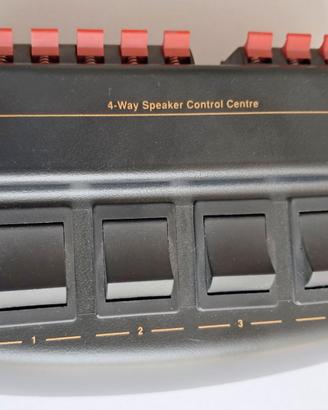 4-Way Speaker Control Centre
1 2 3